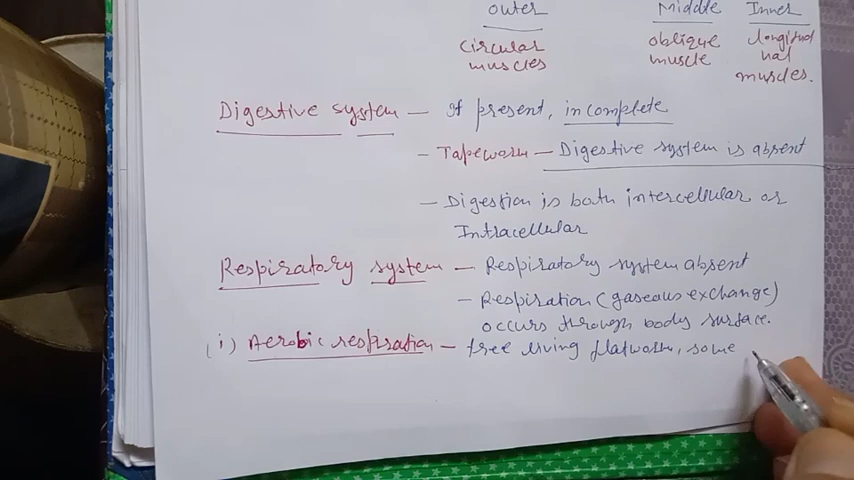 outer Middle Inner
circular oblique longitud
muscles muscle nal
muscles.
Digestive system — If present, incomplete
- Tapeworm — Digestive system is absent
- Digestion is both intercellular or
Intracellular
Respiratory system — Respiratory system absent
- Respiration (gaseous exchange)
occurs through body surface.
(i) Aerobic respiration — free living flatworm, some